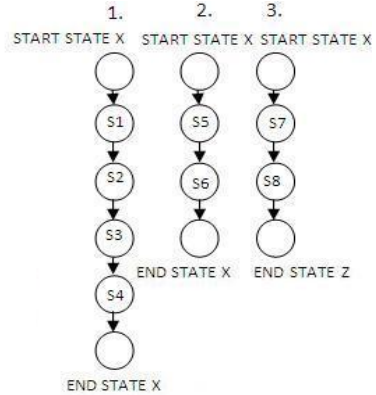 1. 2. 3.
START STATE X START STATE X START STATE X
S1 S5 S7
S2 S6 S8
S3
END STATE X END STATE Z
S4
END STATE X